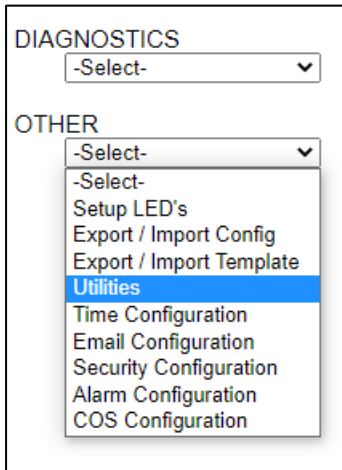 DIAGNOSTICS
-Select-
OTHER
-Select-
-Select-
Setup LED's
Export / Import Config
Export / Import Template
Utilities
Time Configuration
Email Configuration
Security Configuration
Alarm Configuration
COS Configuration